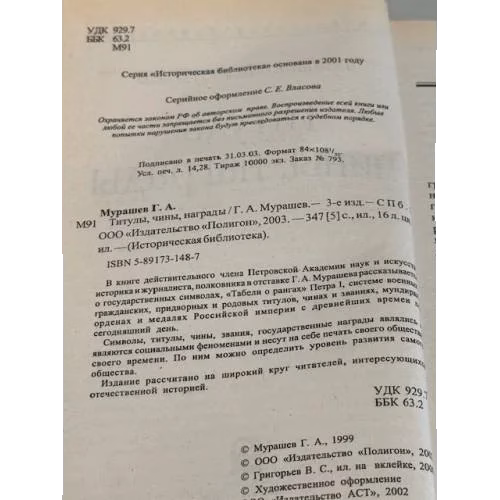 УДК 929.7
ББК 63.2
М91
Серия «Историческая библиотека» основана в 2001 году
Серийное оформление С. Е. Власова
Охраняется законом РФ об авторском праве. Воспроизведение всей книги или
любой ее части запрещается без письменного разрешения издателя. Любые
попытки нарушения закона будут преследоваться в судебном порядке.
Подписано в печать 31.03.03. Формат 84×108¹/₃₂.
Усл. печ. л. 14,28. Тираж 10000 экз. Заказ № 793.
Мурашев Г. А.
М91 Титулы, чины, награды / Г. А. Мурашев.— 3-е изд.— СПб.:
ООО «Издательство «Полигон», 2003.— 347 [5] с., ил., 16 л. цв.
ил.— (Историческая библиотека).
ISBN 5-89173-148-7
В книге действительного члена Петровской Академии наук и искусств
историка и журналиста, полковника в отставке Г. А. Мурашева рассказывается
о государственных символах, «Табели о рангах» Петра I, системе военных
гражданских, придворных и родовых титулов, чинах и званиях, мундирах
орденах и медалях Российской империи с древнейших времен по
сегодняшний день.
Символы, титулы, чины, звания, государственные награды являлись
являются социальными феноменами и несут на себе печать своего общества
своего времени. По ним можно определить уровень развития самого
общества.
Издание рассчитано на широкий круг читателей, интересующихся
отечественной историей.
УДК 929.7
ББК 63.2
© Мурашев Г. А., 1999
© ООО «Издательство «Полигон»,
© Григорьев В. С., ил. на вклейке,
© Художественное оформление
ООО «Издательство АСТ», 2002